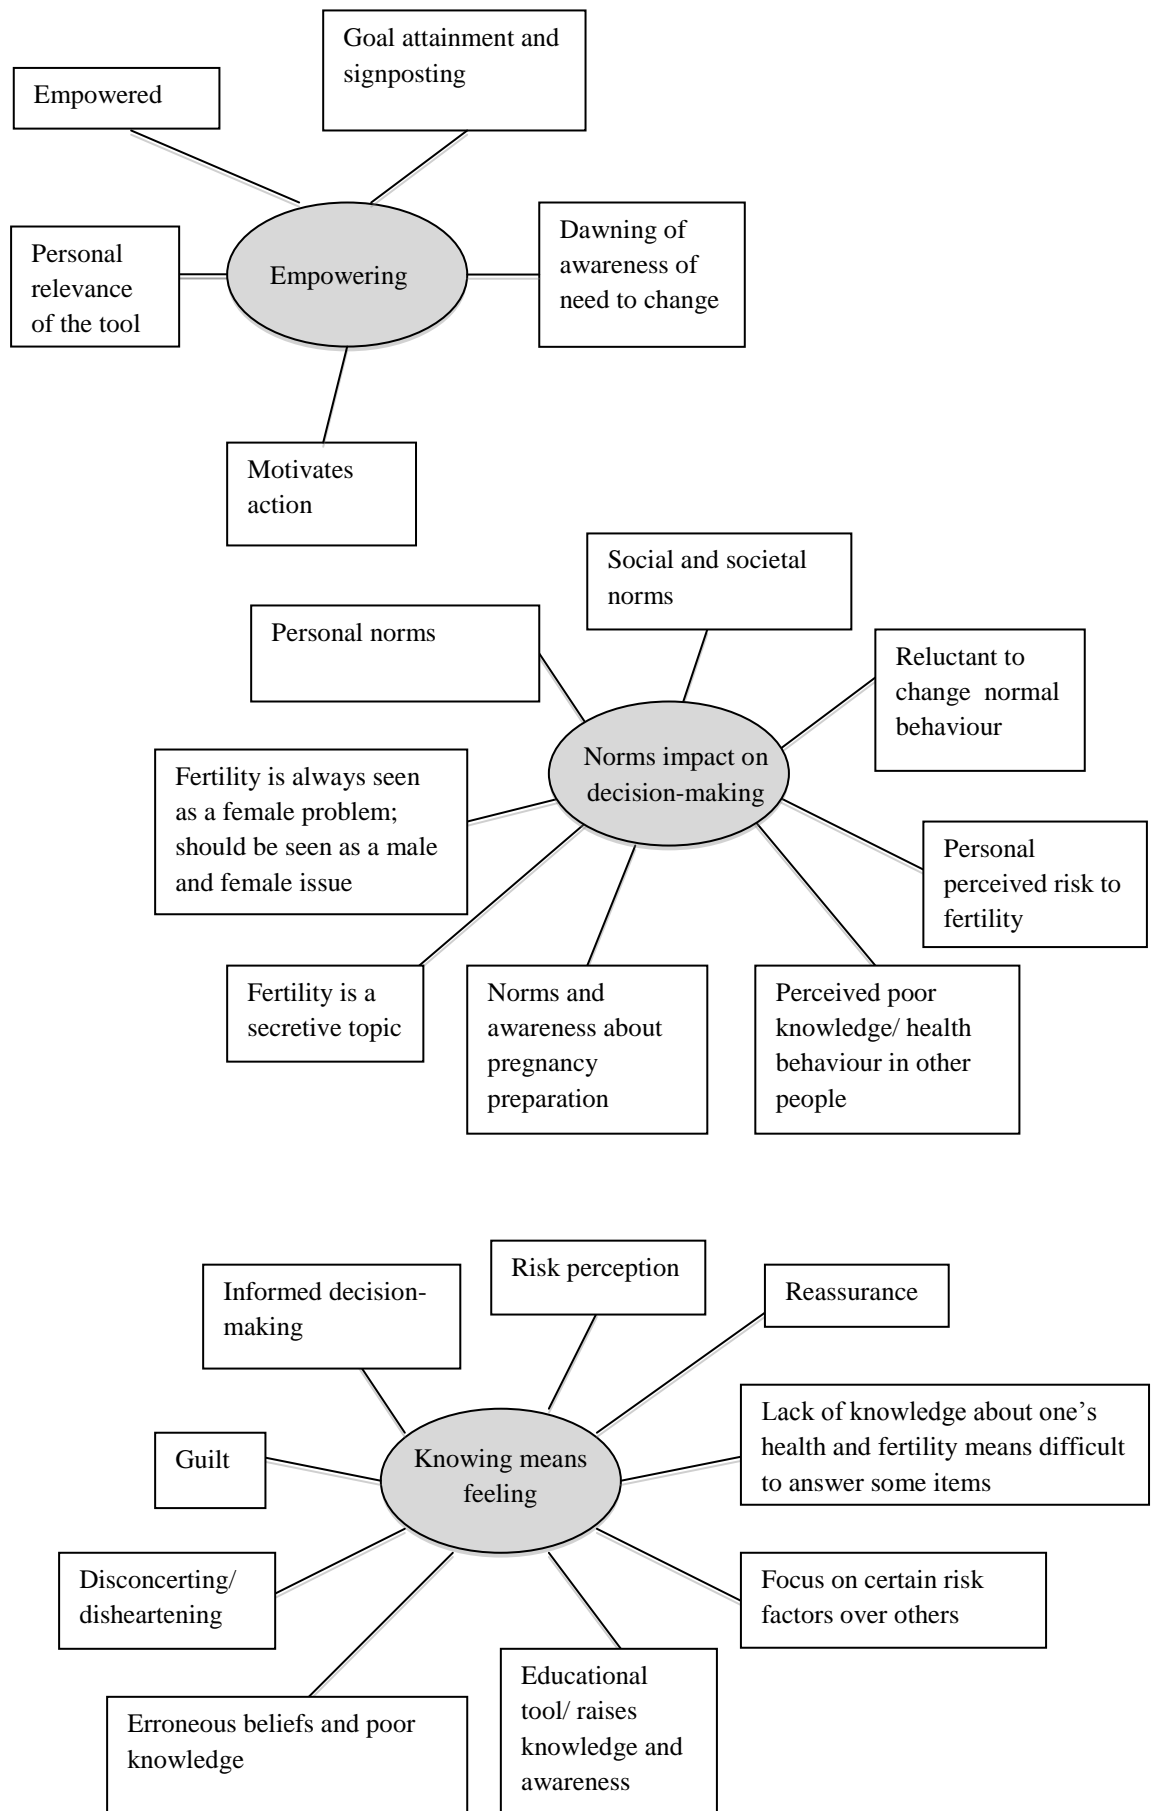 Goal attainment and
signposting
Empowered
Personal
relevance
of the tool
Empowering
Dawning of
awareness of
need to change
Motivates
action
Social and societal
norms
Personal norms
Reluctant to
change  normal
behaviour
Norms impact on
decision-making
Fertility is always seen
as a female problem;
should be seen as a male
and female issue
Personal
perceived risk to
fertility
Fertility is a
secretive topic
Norms and
awareness about
pregnancy
preparation
Perceived poor
knowledge/ health
behaviour in other
people
Risk perception
Informed decision-
making
Reassurance
Lack of knowledge about one’s
health and fertility means difficult
to answer some items
Guilt
Knowing means
feeling
Disconcerting/
disheartening
Focus on certain risk
factors over others
Erroneous beliefs and poor
knowledge
Educational
tool/ raises
knowledge and
awareness